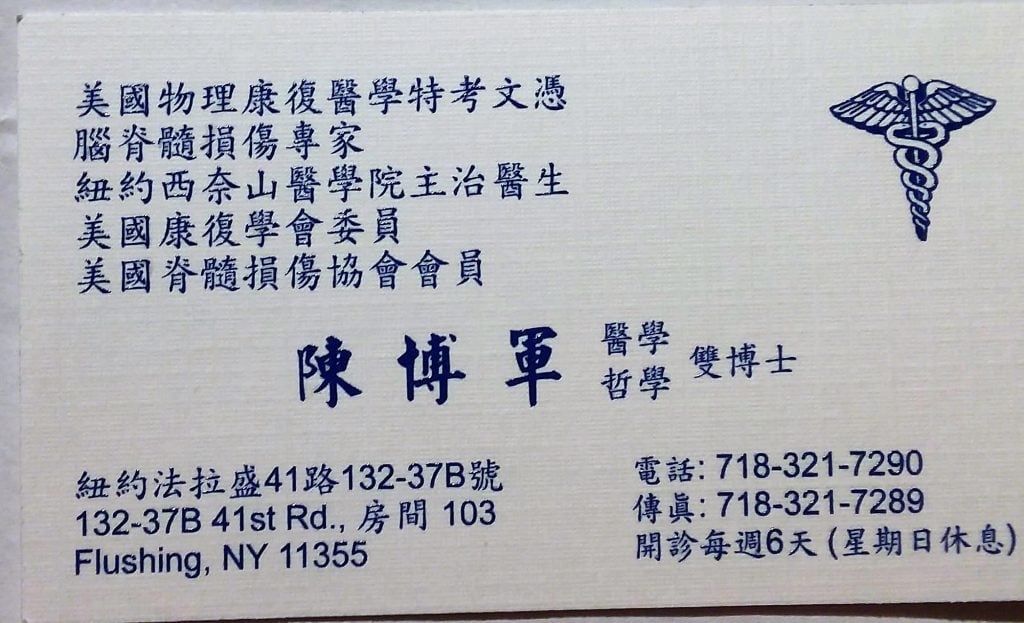 美國物理康復醫學特考文憑
腦脊髓損傷專家
紐約西奈山醫學院主治醫生
美國康復學會委員
美國脊髓損傷協會會員
陳博軍 醫學 哲學 雙博士
紐約法拉盛41路132-37B號
132-37B 41st Rd., 房間 103
Flushing, NY 11355
電話: 718-321-7290
傳眞: 718-321-7289
開診每週6天 (星期日休息)